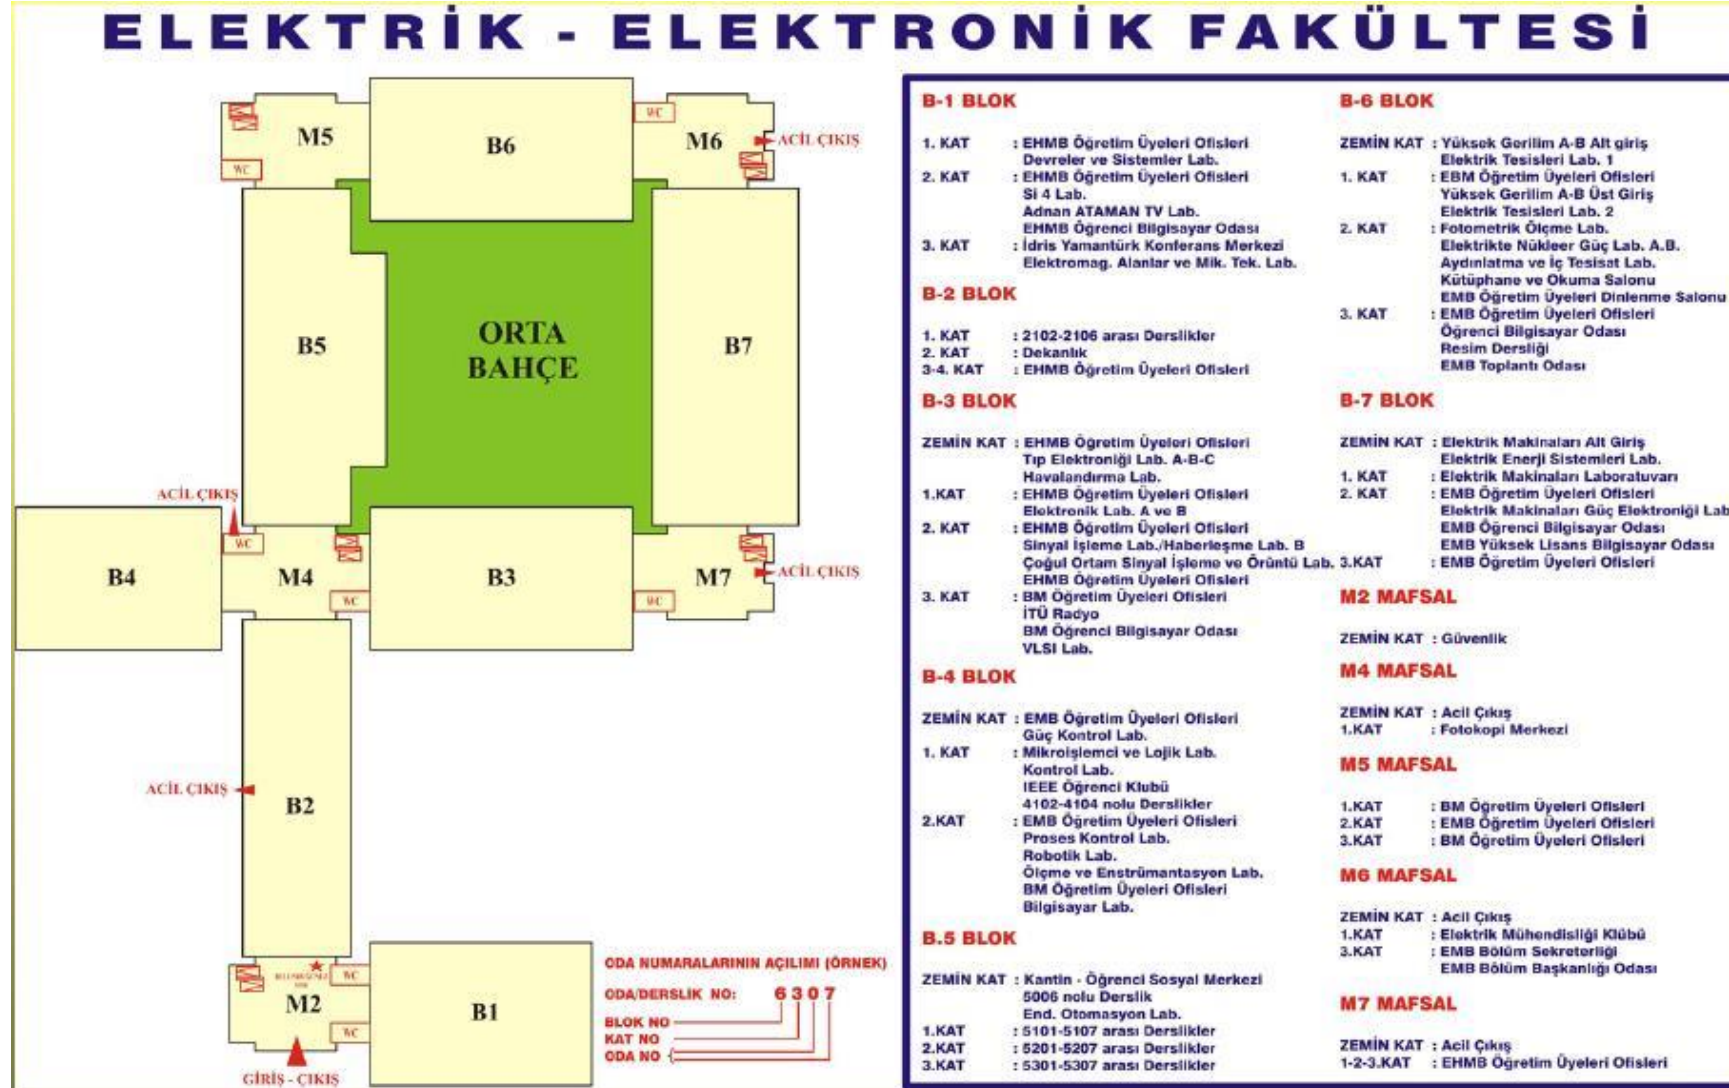 ELEKTRİK - ELEKTRONİK FAKÜLTESİ
M5
WC
B6
WC
M6
ACİL ÇIKIŞ
WC
B5
ORTA
BAHÇE
B7
ACİL ÇIKIŞ
WC
B4
M4
B3
M7
ACİL ÇIKIŞ
WC
WC
ACİL ÇIKIŞ
B2
WC
M2
B1
WC
GİRİŞ - ÇIKIŞ
ODA NUMARALARININ AÇILIMI (ÖRNEK)
ODA/DERSLİK NO: 6 3 0 7
BLOK NO
KAT NO
ODA NO
B-1 BLOK
1. KAT : EHMB Öğretim Üyeleri Ofisleri
Devreler ve Sistemler Lab.
2. KAT : EHMB Öğretim Üyeleri Ofisleri
Si 4 Lab.
Adnan ATAMAN TV Lab.
EHMB Öğrenci Bilgisayar Odası
3. KAT : İdris Yamantürk Konferans Merkezi
Elektromag. Alanlar ve Mik. Tek. Lab.
B-2 BLOK
1. KAT : 2102-2106 arası Derslikler
2. KAT : Dekanlık
3-4. KAT : EHMB Öğretim Üyeleri Ofisleri
B-3 BLOK
ZEMİN KAT : EHMB Öğretim Üyeleri Ofisleri
Tıp Elektroniği Lab. A-B-C
Havalandırma Lab.
1.KAT : EHMB Öğretim Üyeleri Ofisleri
Elektronik Lab. A ve B
2. KAT : EHMB Öğretim Üyeleri Ofisleri
Sinyal İşleme Lab./Haberleşme Lab. B
Çoğul Ortam Sinyal İşleme ve Örüntü Lab.
EHMB Öğretim Üyeleri Ofisleri
3. KAT : BM Öğretim Üyeleri Ofisleri
İTÜ Radyo
BM Öğrenci Bilgisayar Odası
VLSI Lab.
B-4 BLOK
ZEMİN KAT : EMB Öğretim Üyeleri Ofisleri
Güç Kontrol Lab.
1. KAT : Mikroişlemci ve Lojik Lab.
Kontrol Lab.
IEEE Öğrenci Klubü
4102-4104 nolu Derslikler
2.KAT : EMB Öğretim Üyeleri Ofisleri
Proses Kontrol Lab.
Robotik Lab.
Ölçme ve Enstrümantasyon Lab.
BM Öğretim Üyeleri Ofisleri
Bilgisayar Lab.
B.5 BLOK
ZEMİN KAT : Kantin - Öğrenci Sosyal Merkezi
5006 nolu Derslik
End. Otomasyon Lab.
1.KAT : 5101-5107 arası Derslikler
2.KAT : 5201-5207 arası Derslikler
3.KAT : 5301-5307 arası Derslikler
B-6 BLOK
ZEMİN KAT : Yüksek Gerilim A-B Alt giriş
Elektrik Tesisleri Lab. 1
1. KAT : EBM Öğretim Üyeleri Ofisleri
Yüksek Gerilim A-B Üst Giriş
Elektrik Tesisleri Lab. 2
2. KAT : Fotometrik Ölçme Lab.
Elektrikte Nükleer Güç Lab. A.B.
Aydınlatma ve İç Tesisat Lab.
Kütüphane ve Okuma Salonu
EMB Öğretim Üyeleri Dinlenme Salonu
3. KAT : EMB Öğretim Üyeleri Ofisleri
Öğrenci Bilgisayar Odası
Resim Dersliği
EMB Toplantı Odası
B-7 BLOK
ZEMİN KAT : Elektrik Makinaları Alt Giriş
Elektrik Enerji Sistemleri Lab.
1. KAT : Elektrik Makinaları Laboratuvarı
2. KAT : EMB Öğretim Üyeleri Ofisleri
Elektrik Makinaları Güç Elektroniği Lab
EMB Öğrenci Bilgisayar Odası
EMB Yüksek Lisans Bilgisayar Odası
3.KAT : EMB Öğretim Üyeleri Ofisleri
M2 MAFSAL
ZEMİN KAT : Güvenlik
M4 MAFSAL
ZEMİN KAT : Acil Çıkış
1.KAT : Fotokopi Merkezi
M5 MAFSAL
1.KAT : BM Öğretim Üyeleri Ofisleri
2.KAT : EMB Öğretim Üyeleri Ofisleri
3.KAT : BM Öğretim Üyeleri Ofisleri
M6 MAFSAL
ZEMİN KAT : Acil Çıkış
1.KAT : Elektrik Mühendisliği Klübü
3.KAT : EMB Bölüm Sekreterliği
EMB Bölüm Başkanlığı Odası
M7 MAFSAL
ZEMİN KAT : Acil Çıkış
1-2-3.KAT : EHMB Öğretim Üyeleri Ofisleri